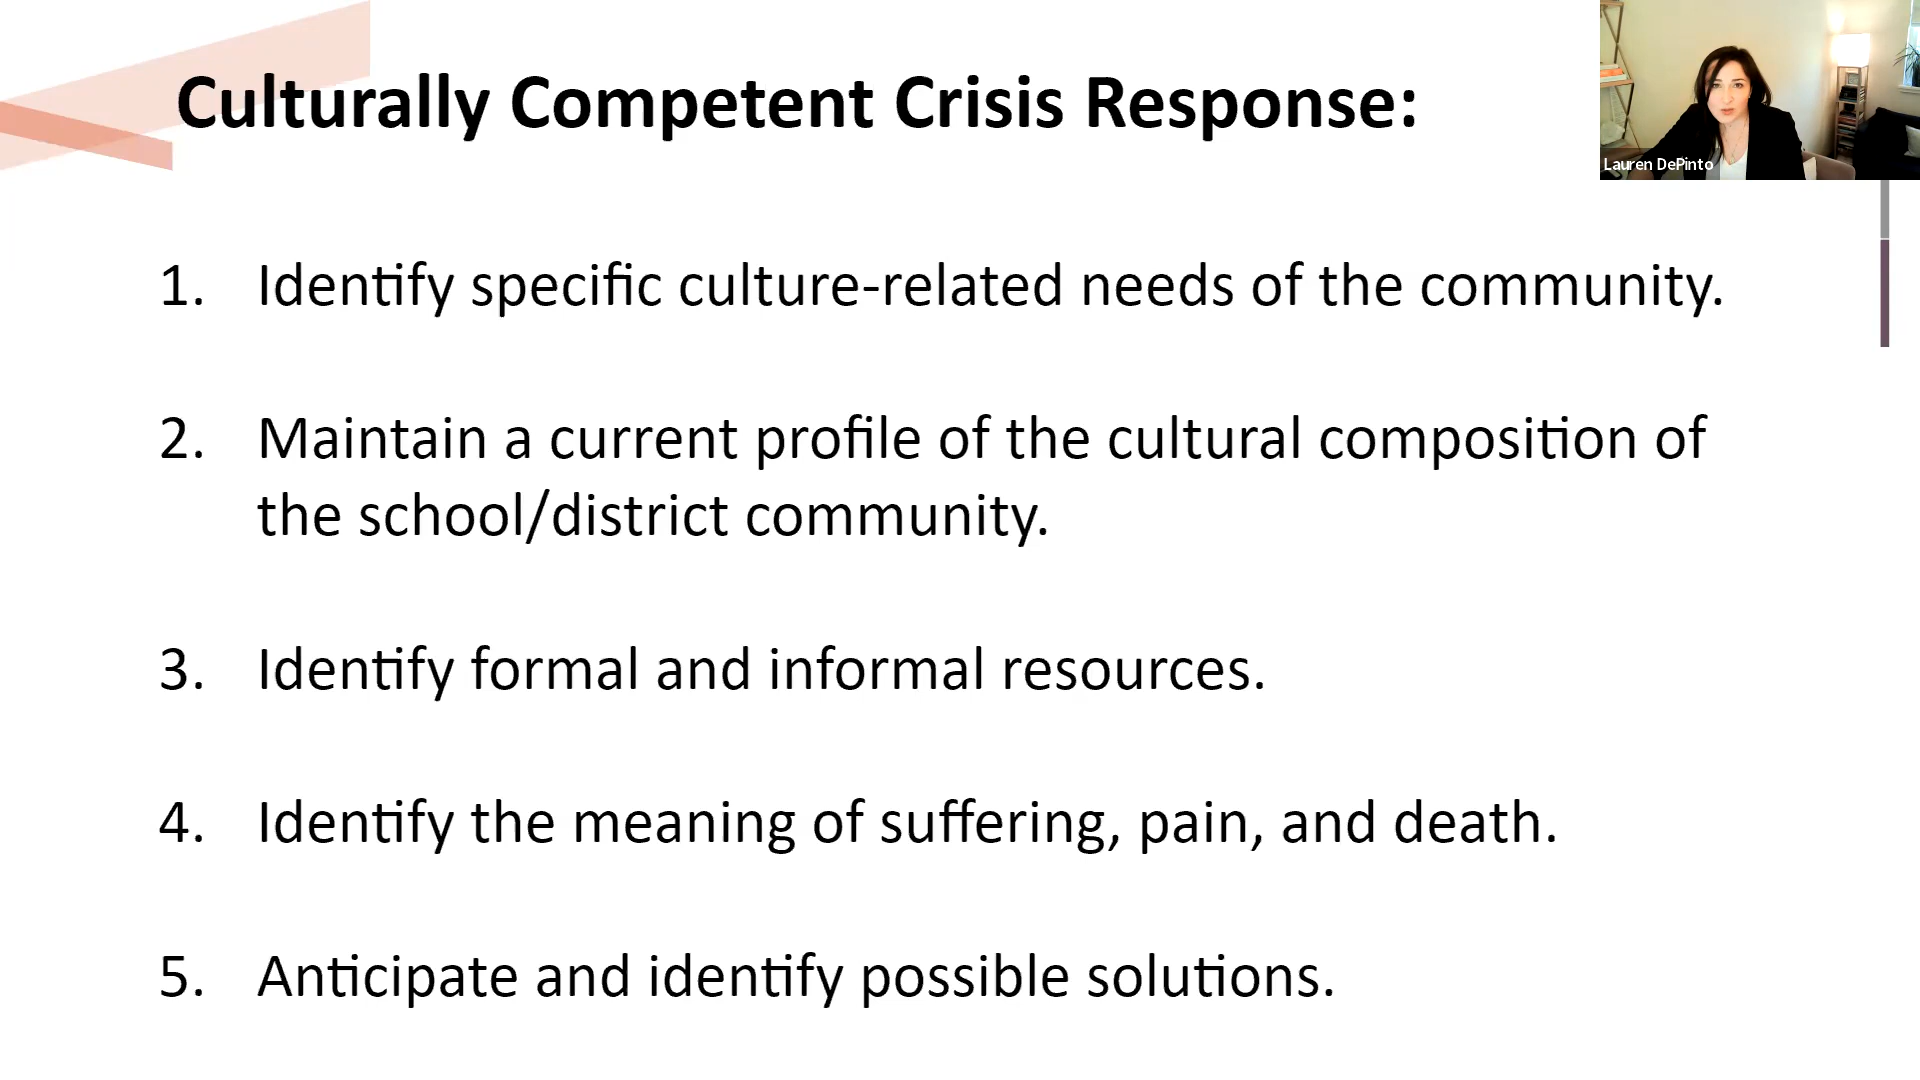 Culturally Competent Crisis Response:
Lauren DePinto
1. Identify specific culture-related needs of the community.
2. Maintain a current profile of the cultural composition of
the school/district community.
3. Identify formal and informal resources.
4. Identify the meaning of suffering, pain, and death.
5. Anticipate and identify possible solutions.